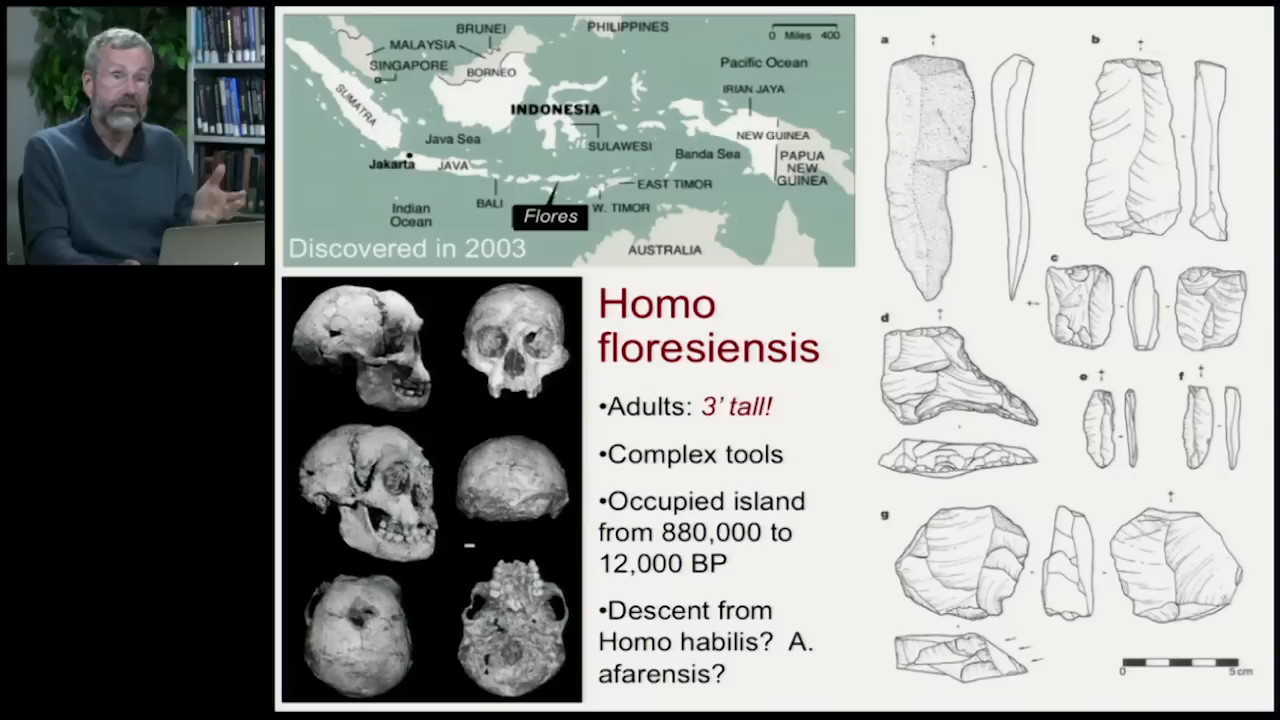 BRUNEI
PHILIPPINES
0 Miles 400
MALAYSIA
SINGAPORE
BORNEO
Pacific Ocean
SUMATRA
IRIAN JAYA
INDONESIA
Java Sea
SULAWESI
NEW GUINEA
Jakarta
JAVA
Banda Sea
PAPUA
NEW
GUINEA
EAST TIMOR
BALI
Indian
Ocean
Flores
W. TIMOR
Discovered in 2003
AUSTRALIA
Homo
floresiensis
•Adults: 3’ tall!
•Complex tools
•Occupied island
from 880,000 to
12,000 BP
•Descent from
Homo habilis? A.
afarensis?
a
b
c
d
e
f
g
0 5 cm